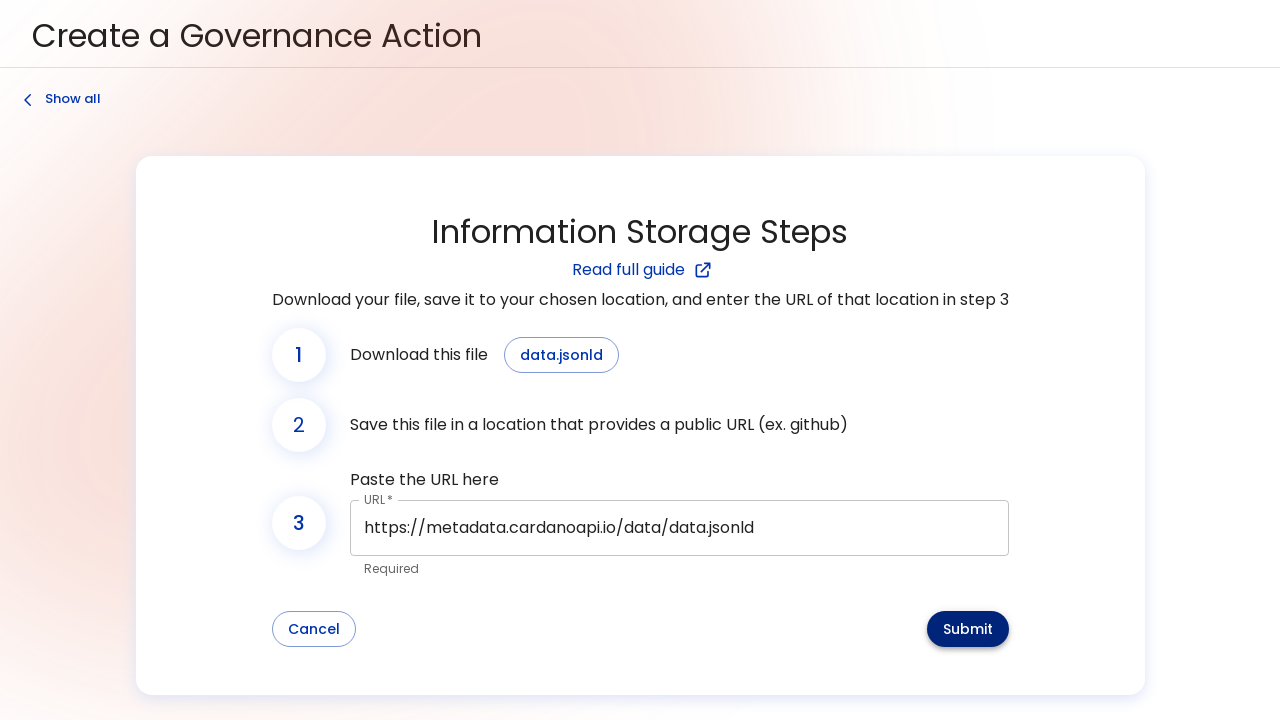 Create a Governance Action
Show all
Information Storage Steps
Read full guide
Download your file, save it to your chosen location, and enter the URL of that location in step 3
1
Download this file
data.jsonld
2
Save this file in a location that provides a public URL (ex. github)
Paste the URL here
3
URL *
https://metadata.cardanoapi.io/data/data.jsonld
Required
Cancel
Submit